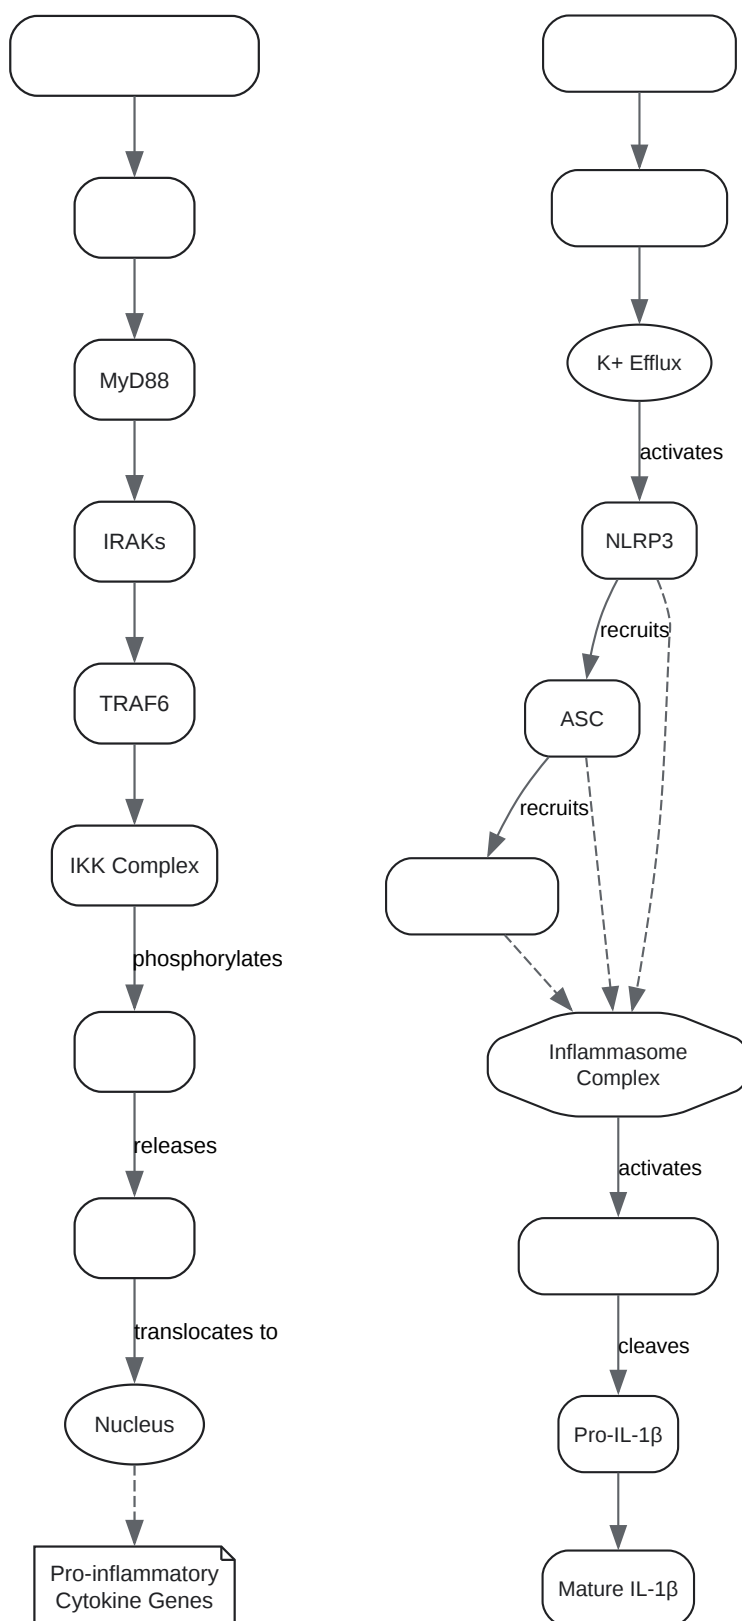 MyD88
IRAKs
TRAF6
IKK Complex
phosphorylates
releases
translocates to
Nucleus
Pro-inflammatory
Cytokine Genes
K+ Efflux
activates
NLRP3
recruits
ASC
recruits
Inflammasome
Complex
activates
cleaves
Pro-IL-1β
Mature IL-1β